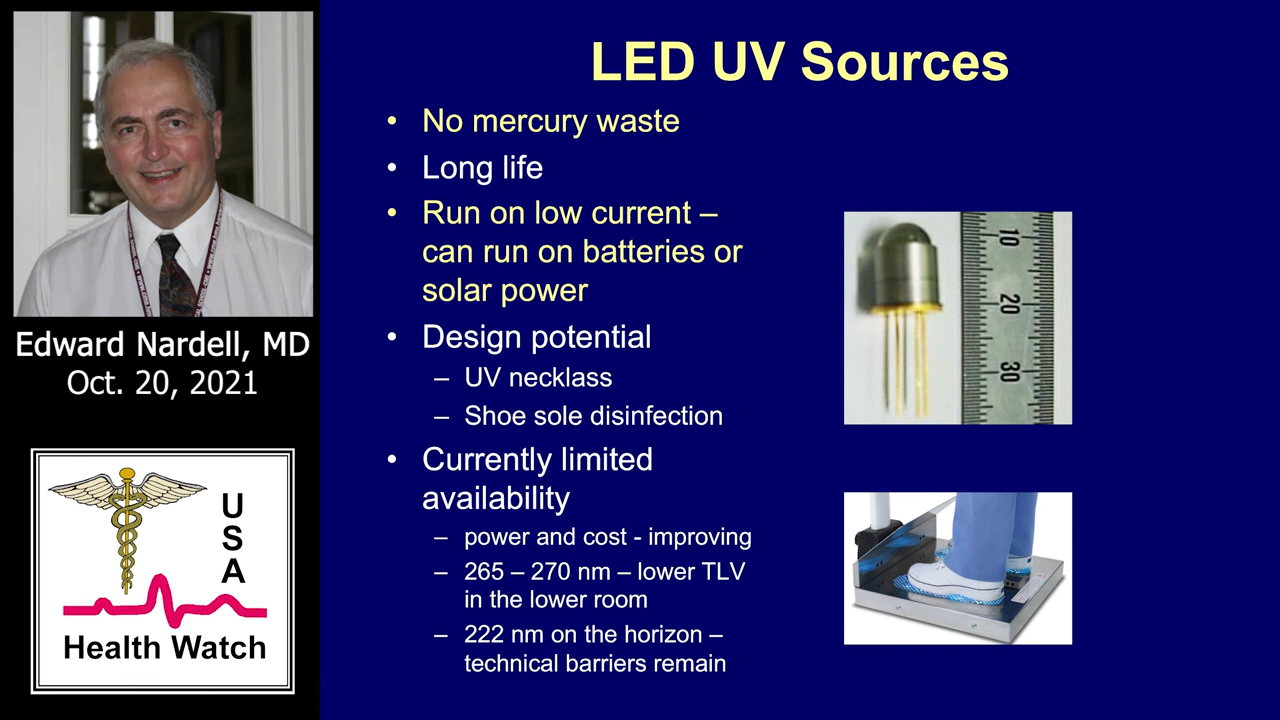 LED UV Sources
• No mercury waste
• Long life
• Run on low current –
can run on batteries or
solar power
• Design potential
– UV necklass
– Shoe sole disinfection
• Currently limited
availability
– power and cost - improving
– 265 – 270 nm – lower TLV
in the lower room
– 222 nm on the horizon –
technical barriers remain
10
20
30
Edward Nardell, MD
Oct. 20, 2021
U
S
A
Health Watch